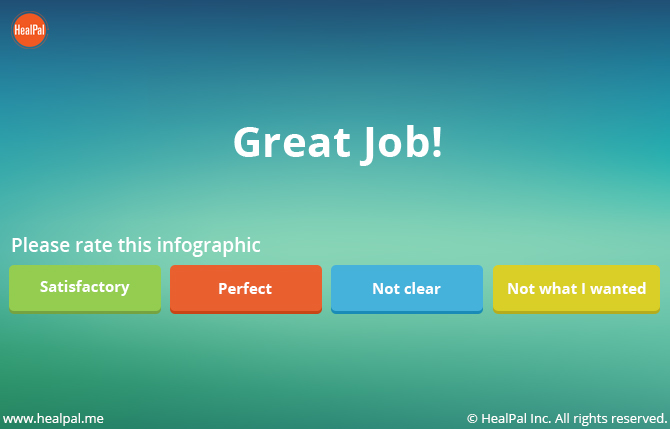 HealPal
Great Job!
Please rate this infographic
Satisfactory
Perfect
Not clear
Not what I wanted
www.healpal.me
© HealPal Inc. All rights reserved.